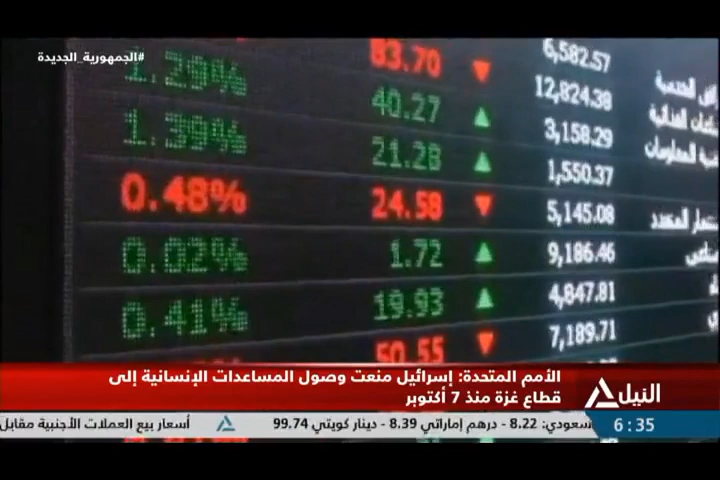 #الجمهورية_الجديدة
83.70 6,582.57
1.29% 40.27 12,824.38
1.39% 21.28 3,158.29
0.48% 24.58 1,550.37
0.02% 1.72 5,145.08
0.41% 19.93 9,186.46
50.55 4,847.81
7,189.71
الخدمية
الغذائية
المعلومات
المتعدد
الأمم المتحدة: إسرائيل منعت وصول المساعدات الإنسانية إلى
قطاع غزة منذ 7 أكتوبر
النيل
6:35
سعودي: 8.22 - درهم إماراتي 8.39 - دينار كويتي 99.74 أسعار بيع العملات الأجنبية مقابل